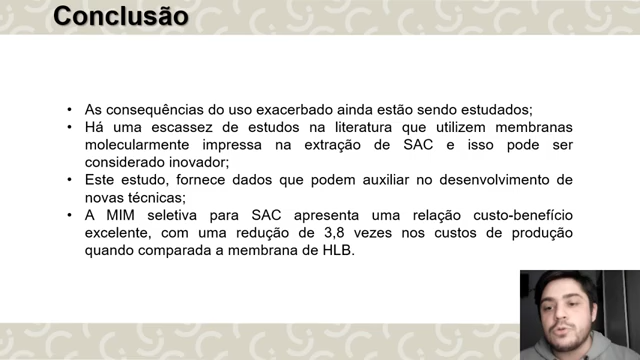 Conclusão
• As consequências do uso exacerbado ainda estão sendo estudados;
• Há uma escassez de estudos na literatura que utilizem membranas
molecularmente impressa na extração de SAC e isso pode ser
considerado inovador;
• Este estudo, fornece dados que podem auxiliar no desenvolvimento de
novas técnicas;
• A MIM seletiva para SAC apresenta uma relação custo-benefício
excelente, com uma redução de 3,8 vezes nos custos de produção
quando comparada a membrana de HLB.